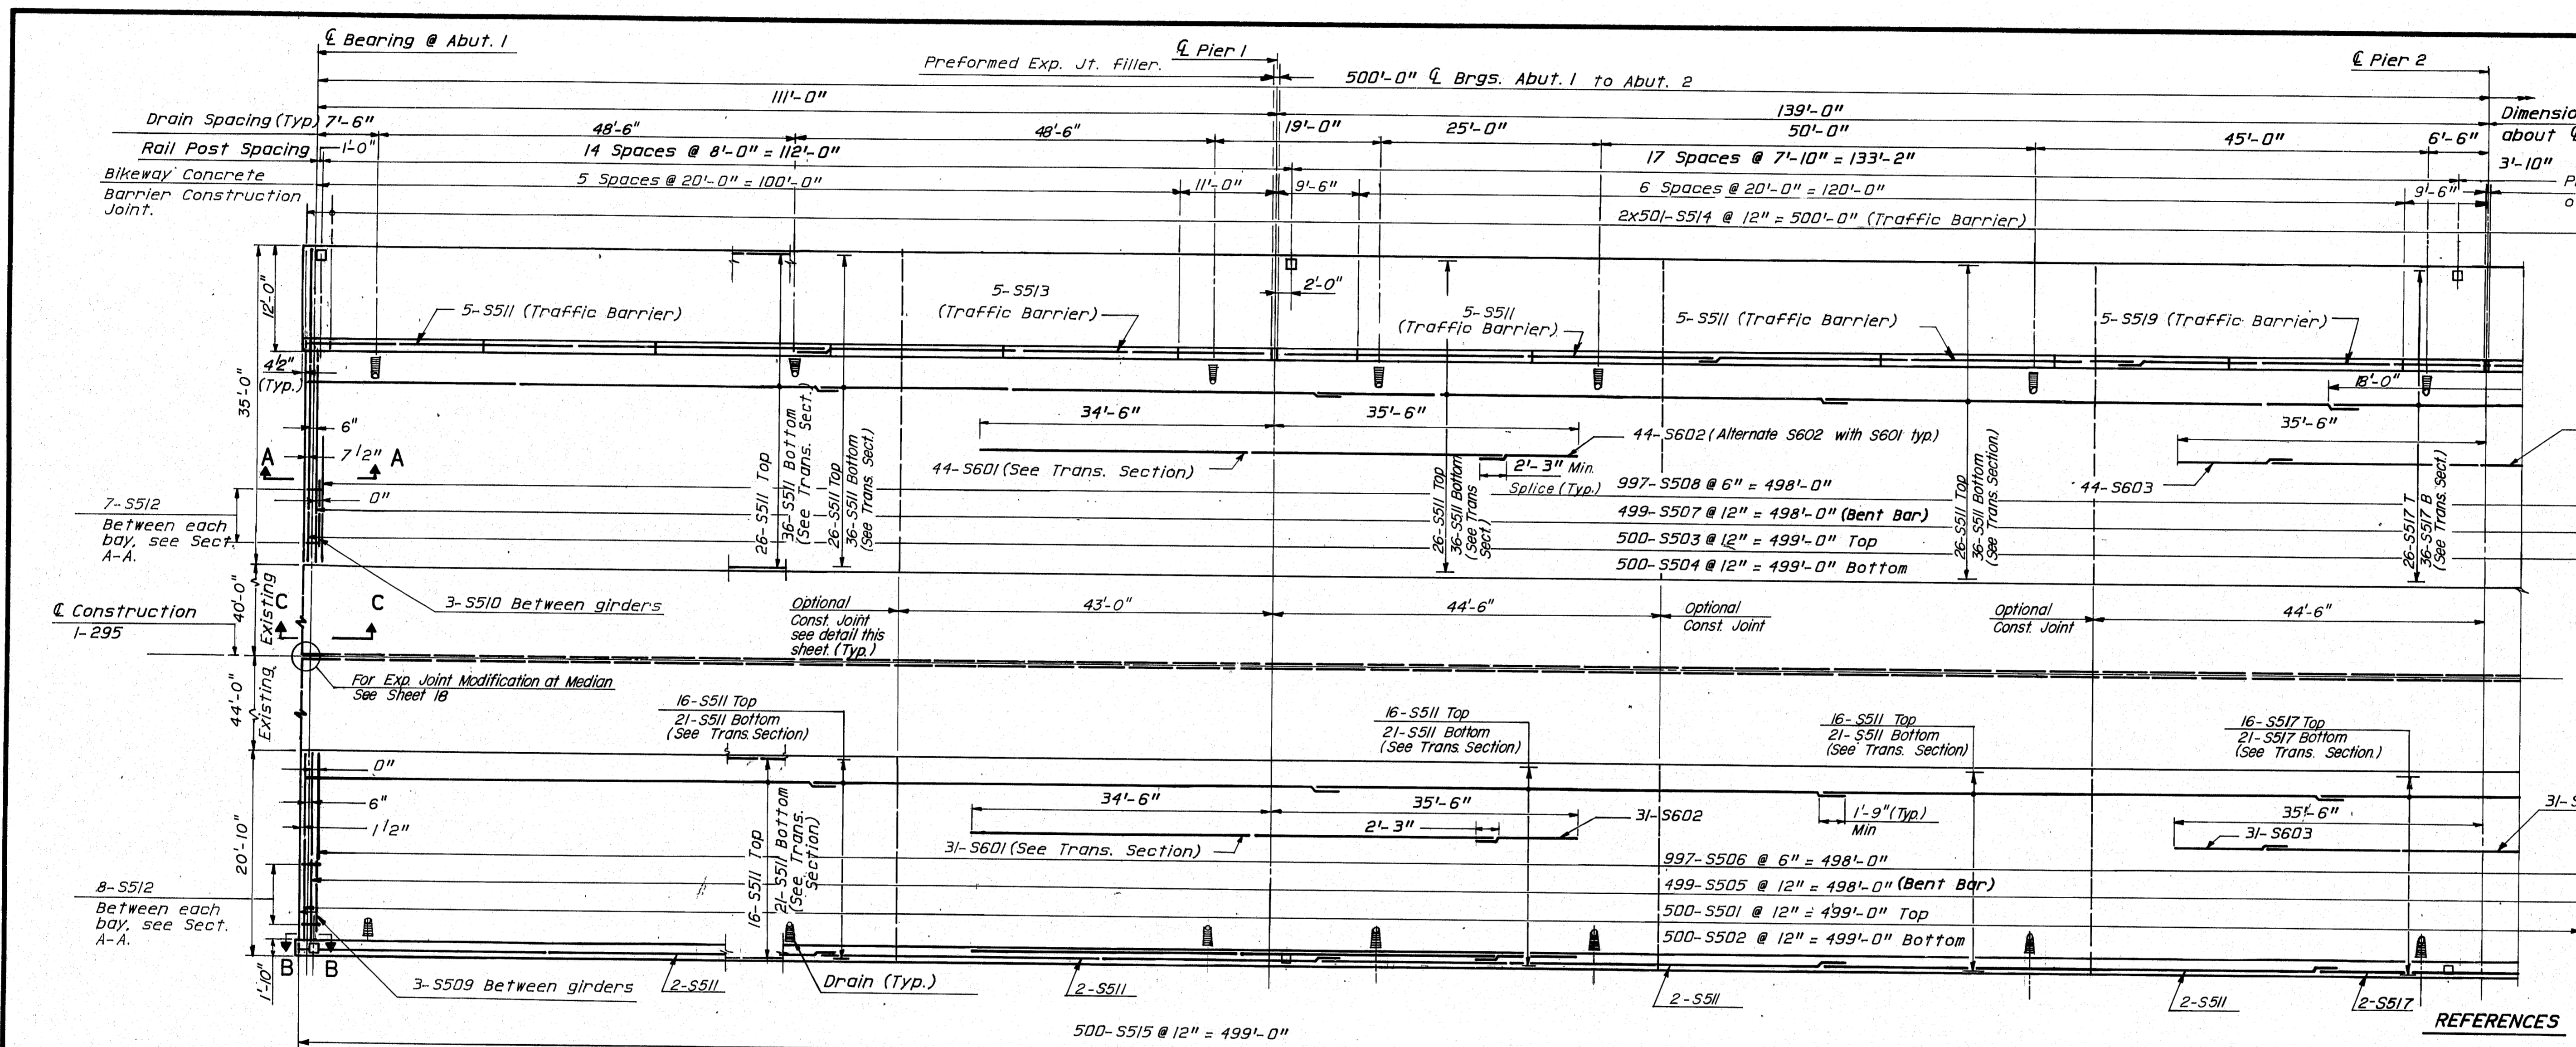 ℄ Bearing @ Abut. 1
℄ Pier 1
℄ Pier 2
Preformed Exp. Jt. filler.
500'-0" ℄ Brgs. Abut. 1 to Abut. 2
111'-0"
139'-0"
Drain Spacing (Typ) 7'-6"
48'-6"
48'-6"
19'-0"
25'-0"
50'-0"
45'-0"
6'-6"
about ℄
Rail Post Spacing
1'-0"
14 Spaces @ 8'-0" = 112'-0"
17 Spaces @ 7'-10" = 133'-2"
3'-10"
Bikeway Concrete
Barrier Construction
Joint.
5 Spaces @ 20'-0" = 100'-0"
11'-0"
9'-6"
6 Spaces @ 20'-0" = 120'-0"
9'-6"
2x501-S514 @ 12" = 500'-0" (Traffic Barrier)
12'-0"
35'-0"
4½"
(Typ.)
5-S511 (Traffic Barrier)
5-S513
(Traffic Barrier)
2'-0"
5-S511
(Traffic Barrier)
5-S511 (Traffic Barrier)
5-S519 (Traffic Barrier)
18'-0"
6"
7 1/2"
A
A
0"
34'-6"
35'-6"
35'-6"
44-S601 (See Trans. Section)
44-S602 (Alternate S602 with S601 typ.)
2'-3" Min.
Splice (Typ.)
44-S603
26-S511 Top
36-S511 Bottom
(See Trans. Sect.)
26-S511 Top
36-S511 Bottom
(See Trans. Sect.)
26-S511 Top
36-S511 Bottom
(See Trans
Sect.)
26-S511 Top
36-S511 Bottom
(See Trans. Section)
26-S517 T
36-S517 B
(See Trans. Sect.)
997-S508 @ 6" = 498'-0"
499-S507 @ 12" = 498'-0" (Bent Bar)
500-S503 @ 12" = 499'-0" Top
500-S504 @ 12" = 499'-0" Bottom
7-S512
Between each
bay, see Sect.
A-A.
3-S510 Between girders
40'-0"
Existing
C
C
℄ Construction
I-295
Optional
Const. Joint
see detail this
sheet. (Typ.)
43'-0"
44'-6"
Optional
Const. Joint
Optional
Const. Joint
44'-6"
44'-0"
Existing
For Exp. Joint Modification at Median
See Sheet 18
16-S511 Top
21-S511 Bottom
(See Trans. Section)
16-S511 Top
21-S511 Bottom
(See Trans. Section)
16-S511 Top
21-S511 Bottom
(See Trans. Section)
16-S517 Top
21-S517 Bottom
(See Trans. Section.)
0"
6"
1 1/2"
20'-10"
34'-6"
35'-6"
2'-3"
31-S601 (See Trans. Section)
31-S602
1'-9" (Typ.)
Min
35'-6"
31-S603
16-S511 Top
21-S511 Bottom
(See Trans.
Section)
997-S506 @ 6" = 498'-0"
499-S505 @ 12" = 498'-0" (Bent Bar)
500-S501 @ 12" = 499'-0" Top
500-S502 @ 12" = 499'-0" Bottom
8-S512
Between each
bay, see Sect.
A-A.
B
B
1'-10"
3-S509 Between girders
2-S511
Drain (Typ.)
2-S511
2-S511
2-S511
2-S517
REFERENCES
500-S515 @ 12" = 499'-0"